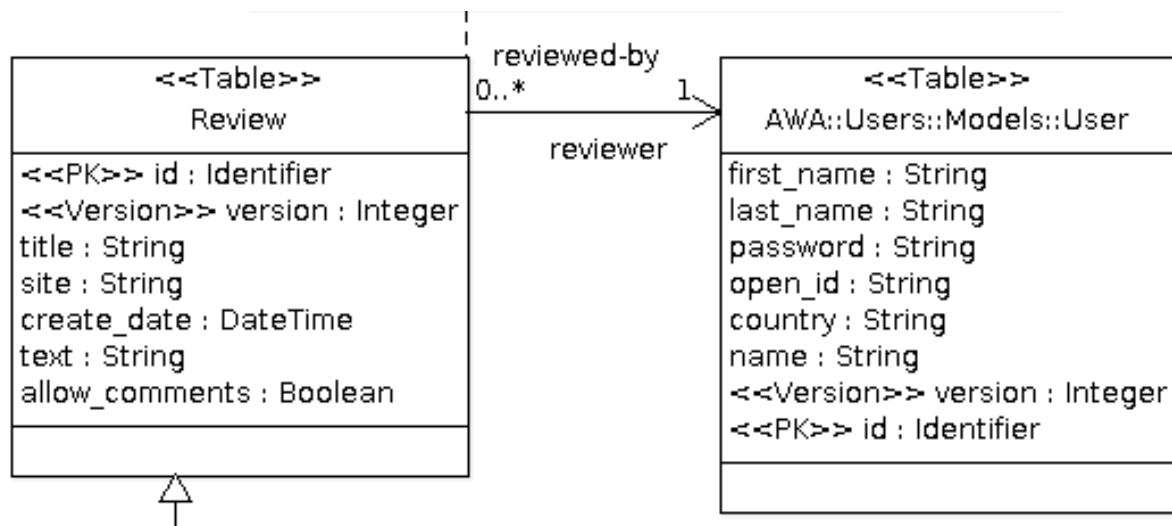 <<Table>>
Review
<<PK>> id : Identifier
<<Version>> version : Integer
title : String
site : String
create_date : DateTime
text : String
allow_comments : Boolean
reviewed-by
0..* 1
reviewer
<<Table>>
AWA::Users::Models::User
first_name : String
last_name : String
password : String
open_id : String
country : String
name : String
<<Version>> version : Integer
<<PK>> id : Identifier